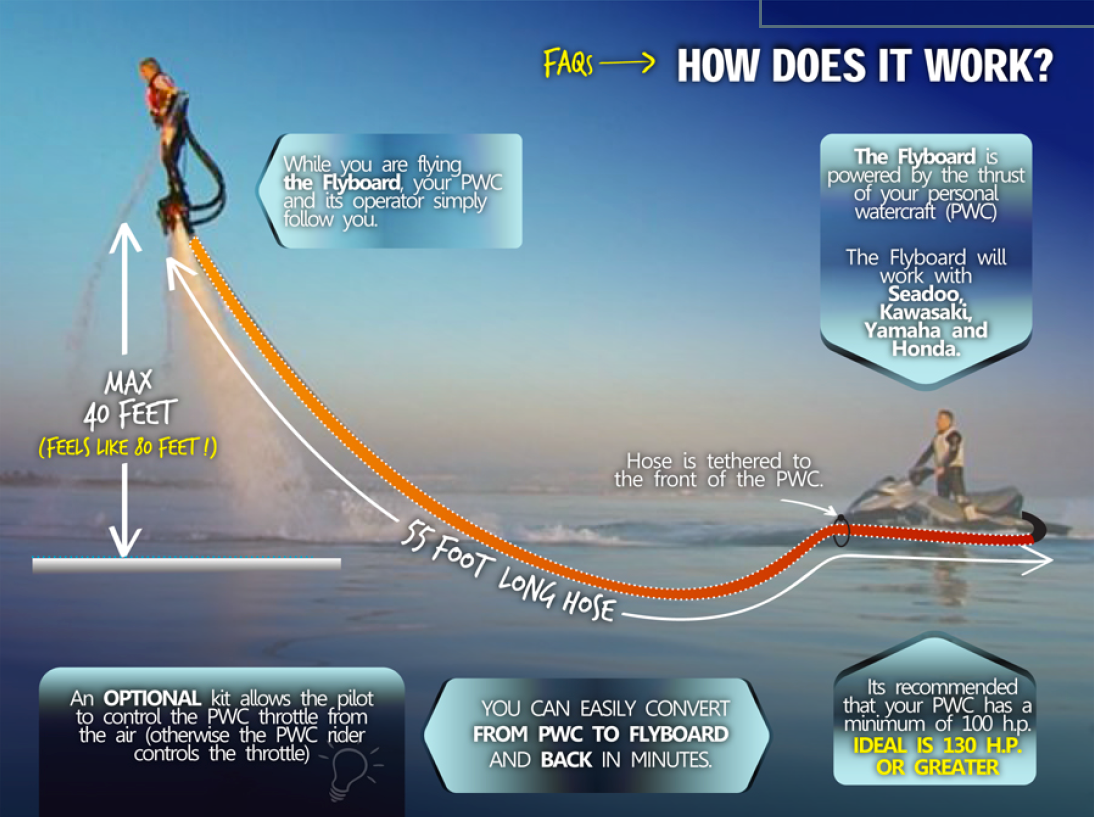 FAQs
HOW DOES IT WORK?
While you are flying
the Flyboard, your PWC
and its operator simply
follow you.
The Flyboard is
powered by the thrust
of your personal
watercraft (PWC)
The Flyboard will
work with
Seadoo,
Kawasaki,
Yamaha and
Honda.
MAX
40 FEET
(FEELS LIKE 80 FEET!)
Hose is tethered to
the front of the PWC.
55 FOOT LONG HOSE
An OPTIONAL kit allows the pilot
to control the PWC throttle from
the air (otherwise the PWC rider
controls the throttle)
YOU CAN EASILY CONVERT
FROM PWC TO FLYBOARD
AND BACK IN MINUTES.
Its recommended
that your PWC has a
minimum of 100 h.p.
IDEAL IS 130 H.P.
OR GREATER